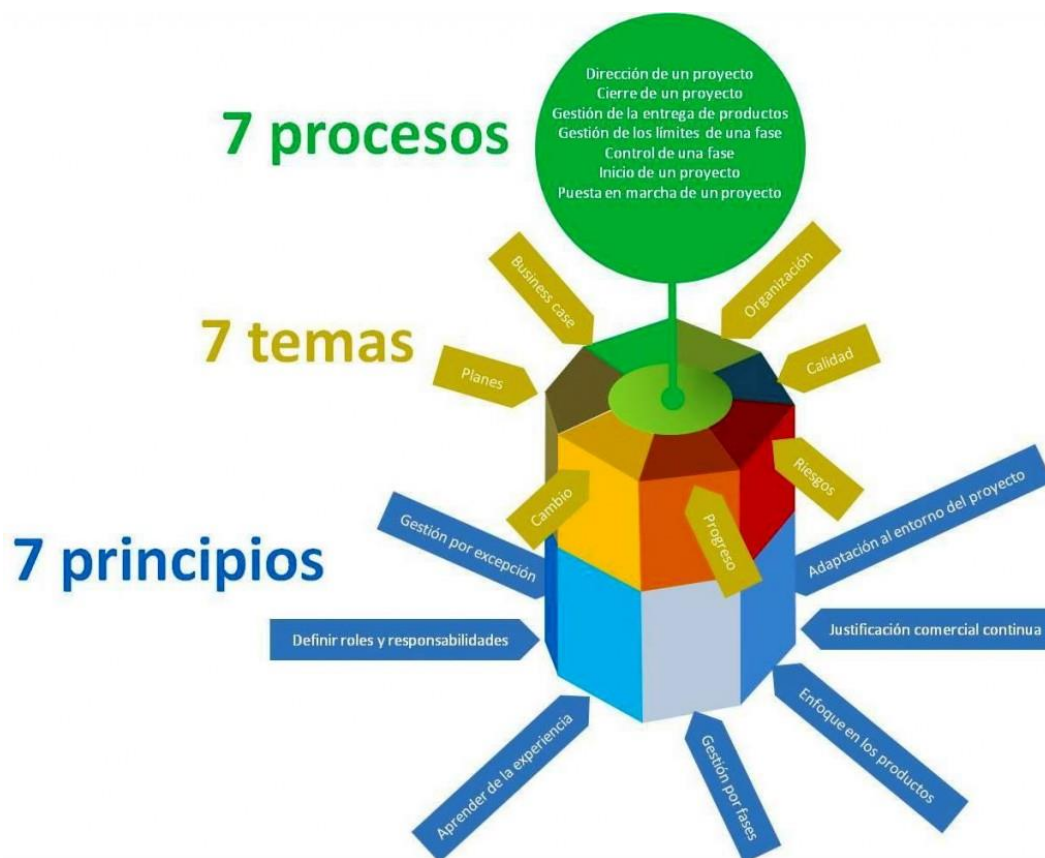 7 procesos
Dirección de un proyecto
Cierre de un proyecto
Gestión de la entrega de productos
Gestión de los límites de una fase
Control de una fase
Inicio de un proyecto
Puesta en marcha de un proyecto
7 temas
Business case
Organización
Planes
Calidad
Cambio
Progreso
Riesgos
7 principios
Gestión por excepción
Adaptación al entorno del proyecto
Definir roles y responsabilidades
Justificación comercial continua
Aprender de la experiencia
Gestión por fases
Enfoque en los productos